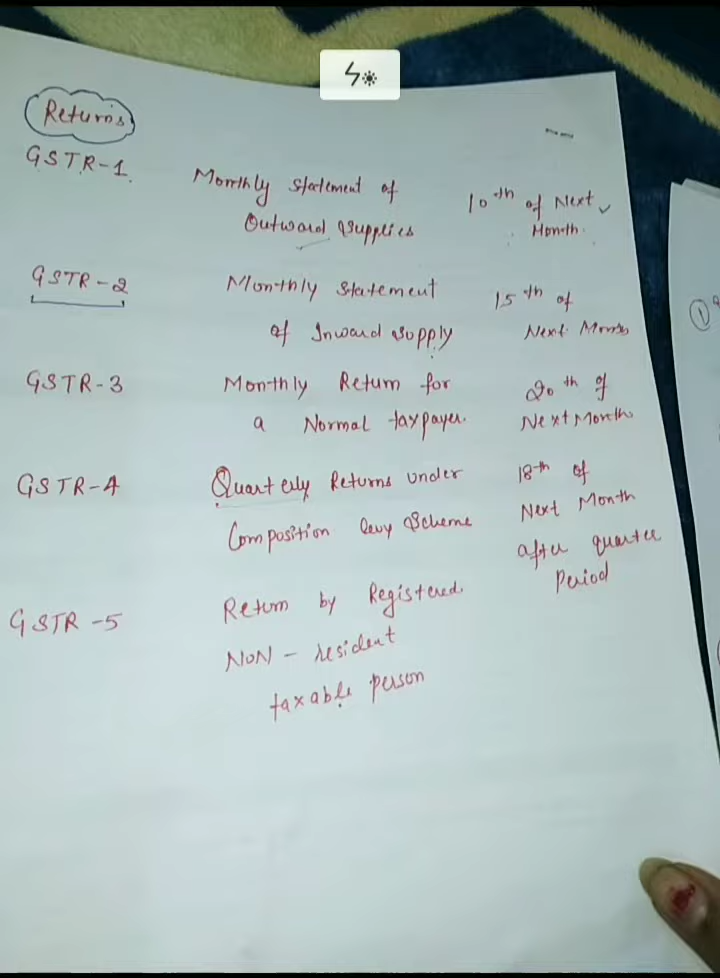 Returns
GSTR-1.
Monthly Statement of
Outward Supplies
10th of Next
Month.
GSTR-2
Monthly Statement
of Inward Supply
15th of
Next Month
GSTR-3
Monthly Return for
a Normal taxpayer.
20th of
Next Month
GSTR-4
Quarterly Returns under
Composition levy Scheme
18th of
Next Month
after quarter
Period
GSTR-5
Return by Registered
NON - resident
taxable person
1